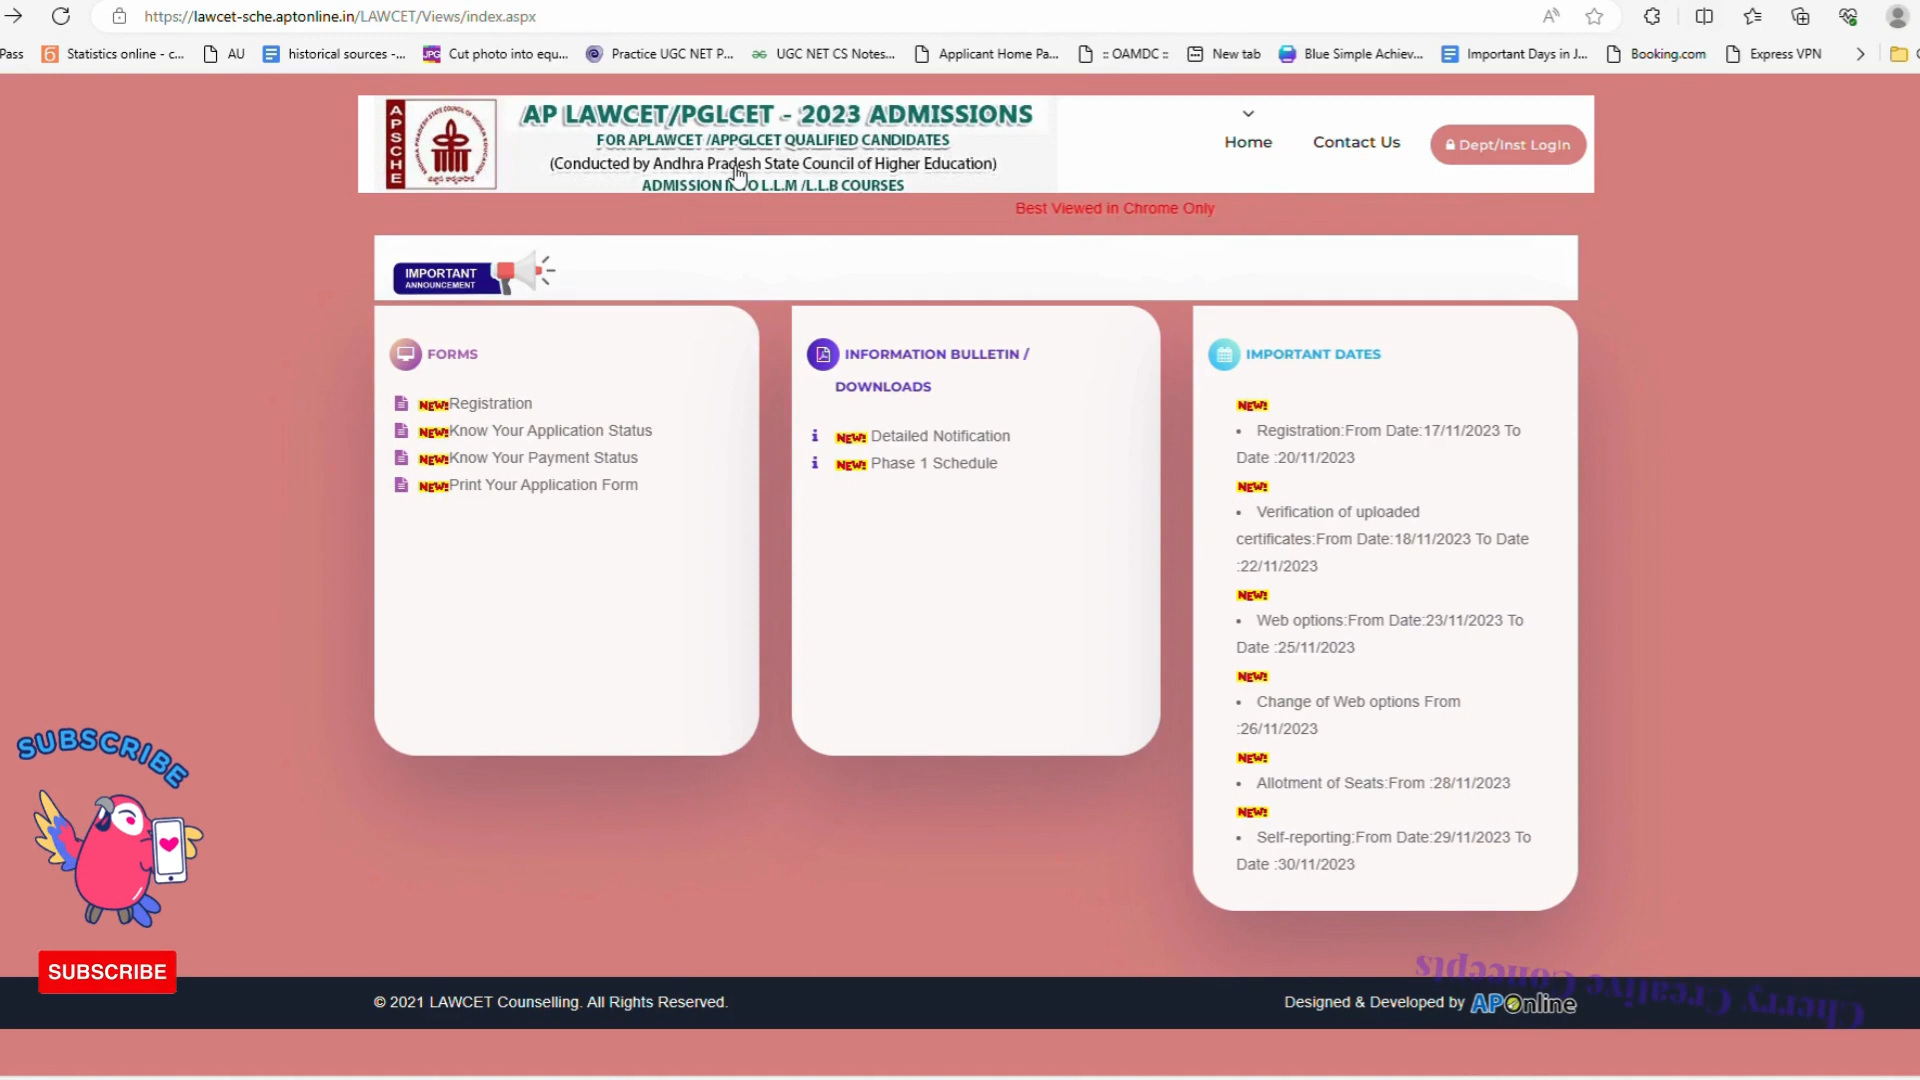 https://lawcet-sche.aptonline.in/LAWCET/Views/index.aspx
Pass
Statistics online - c...
AU
historical sources -...
JPG
Cut photo into equ...
Practice UGC NET P...
UGC NET CS Notes...
Applicant Home Pa...
:: OAMDC ::
New tab
Blue Simple Achiev...
Important Days in J...
Booking.com
Express VPN
APSCHE
AP LAWCET/PGLCET - 2023 ADMISSIONS
FOR APLAWCET /APPGLCET QUALIFIED CANDIDATES
(Conducted by Andhra Pradesh State Council of Higher Education)
ADMISSION INTO L.L.M /L.L.B COURSES
Home
Contact Us
Dept/Inst LogIn
Best Viewed in Chrome Only
IMPORTANT
ANNOUNCEMENT
FORMS
NEW!Registration
NEW!Know Your Application Status
NEW!Know Your Payment Status
NEW!Print Your Application Form
INFORMATION BULLETIN /
DOWNLOADS
NEW! Detailed Notification
NEW! Phase 1 Schedule
IMPORTANT DATES
NEW!
• Registration:From Date:17/11/2023 To
Date :20/11/2023
NEW!
• Verification of uploaded
certificates:From Date:18/11/2023 To Date
:22/11/2023
NEW!
• Web options:From Date:23/11/2023 To
Date :25/11/2023
NEW!
• Change of Web options From
:26/11/2023
NEW!
• Allotment of Seats:From :28/11/2023
NEW!
• Self-reporting:From Date:29/11/2023 To
Date :30/11/2023
SUBSCRIBE
SUBSCRIBE
© 2021 LAWCET Counselling. All Rights Reserved.
Designed & Developed by APOnline
Cherry Creative Concepts